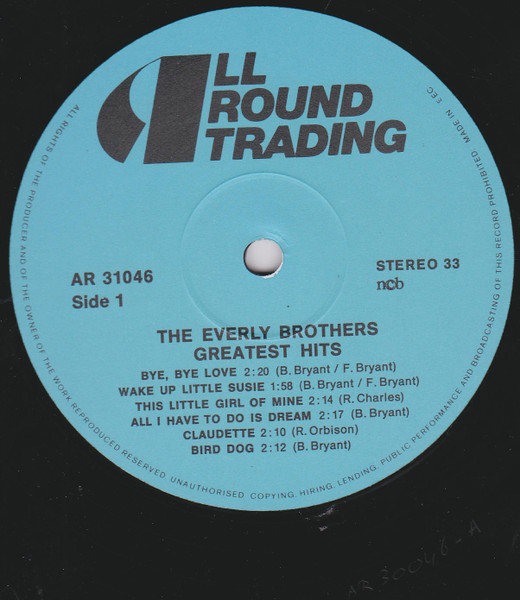 ALL
ROUND
TRADING
AR 31046
Side 1
STEREO 33
ncb
THE EVERLY BROTHERS
GREATEST HITS
BYE, BYE LOVE 2:20 (B. Bryant / F. Bryant)
WAKE UP LITTLE SUSIE 1:58 (B. Bryant / F. Bryant)
THIS LITTLE GIRL OF MINE 2:14 (R. Charles)
ALL I HAVE TO DO IS DREAM 2:17 (B. Bryant)
CLAUDETTE 2:10 (R. Orbison)
BIRD DOG 2:12 (B. Bryant)
ALL RIGHTS OF THE PRODUCER AND OF THE OWNER OF THE WORK REPRODUCED RESERVED. UNAUTHORISED COPYING, HIRING, LENDING, PUBLIC PERFORMANCE AND BROADCASTING OF THIS RECORD PROHIBITED. MADE IN EEC
AR 30046-A